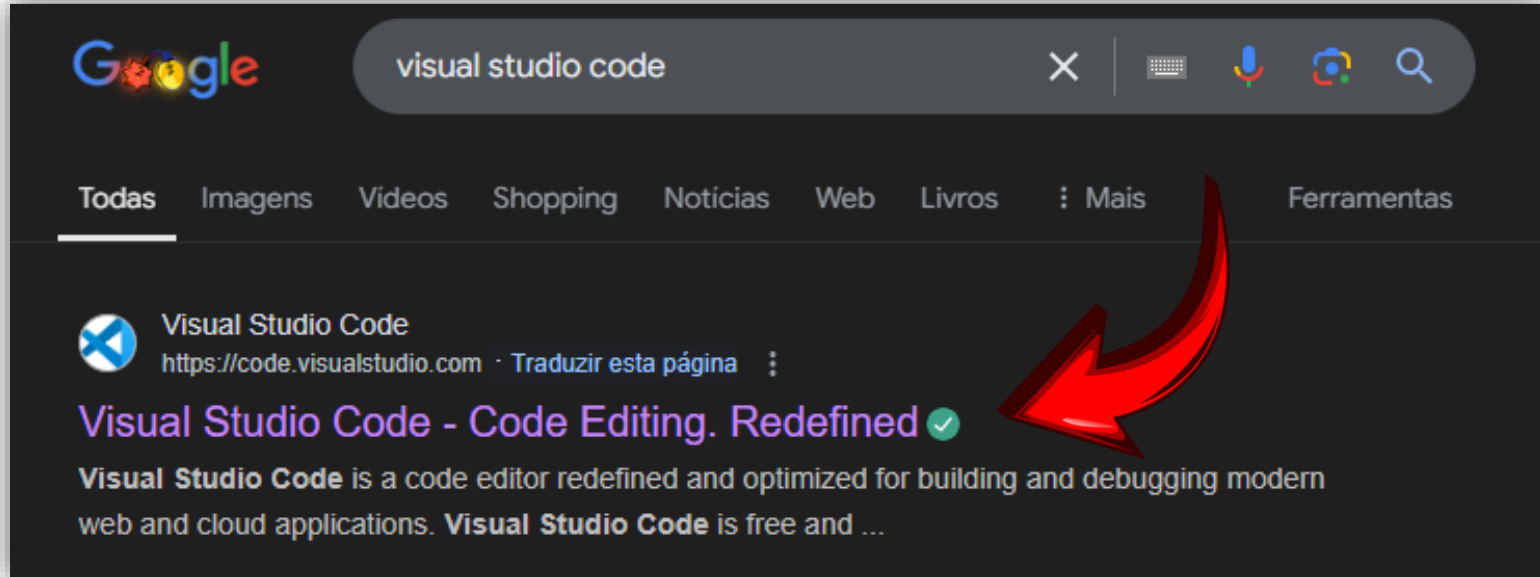 Google
visual studio code
Todas Imagens Vídeos Shopping Notícias Web Livros ⋮ Mais Ferramentas
Visual Studio Code
https://code.visualstudio.com · Traduzir esta página ⋮
Visual Studio Code - Code Editing. Redefined
Visual Studio Code is a code editor redefined and optimized for building and debugging modern
web and cloud applications. Visual Studio Code is free and ...